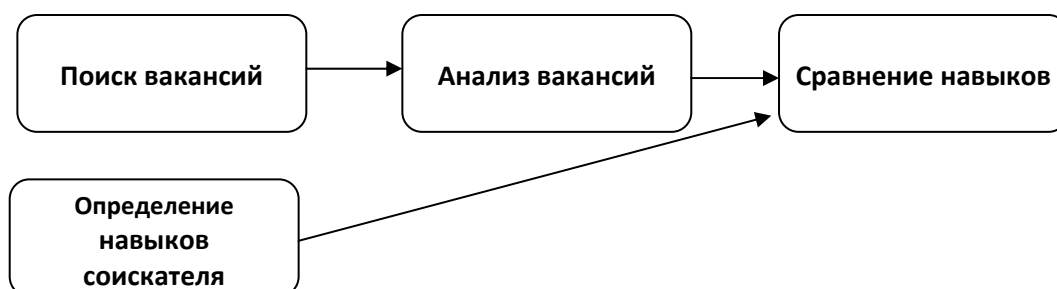 Поиск вакансий
Анализ вакансий
Сравнение навыков
Определение
навыков
соискателя